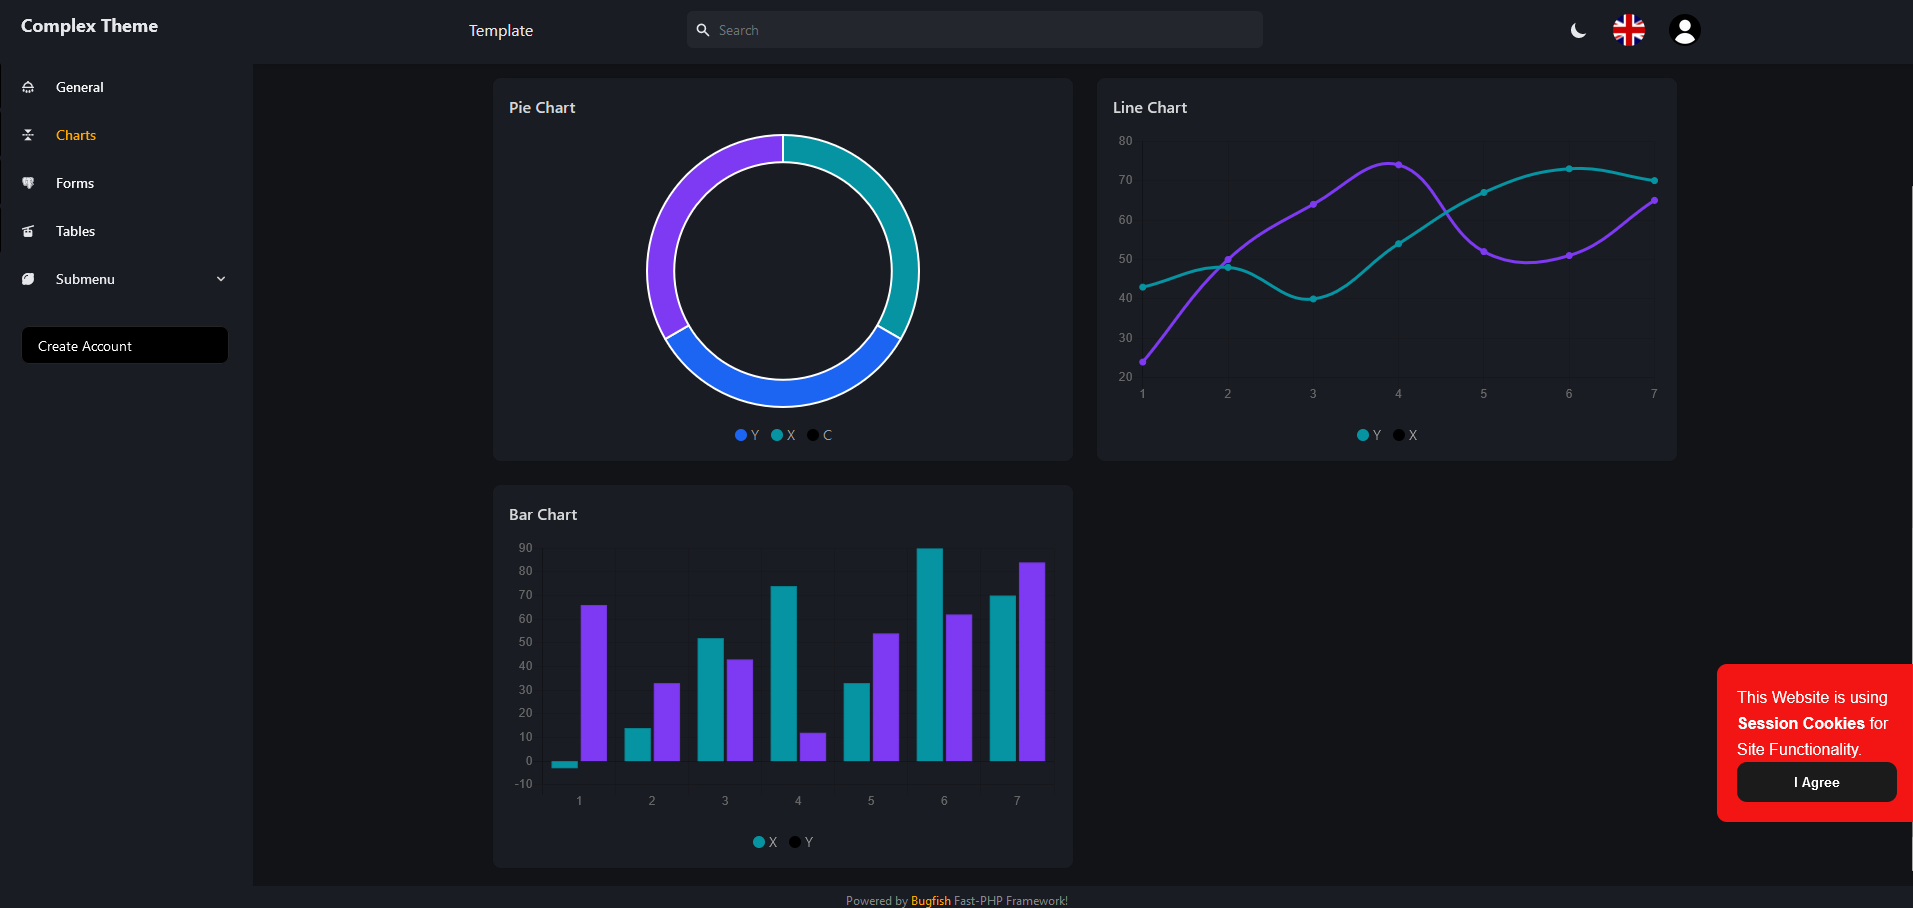 Complex Theme
Template
Search
General
Charts
Forms
Tables
Submenu
Create Account
Pie Chart
Y X C
Line Chart
80
70
60
50
40
30
20
1 2 3 4 5 6 7
Y X
Bar Chart
90
80
70
60
50
40
30
20
10
0
-10
1 2 3 4 5 6 7
X Y
This Website is using
Session Cookies for
Site Functionality.
I Agree
Powered by Bugfish Fast-PHP Framework!